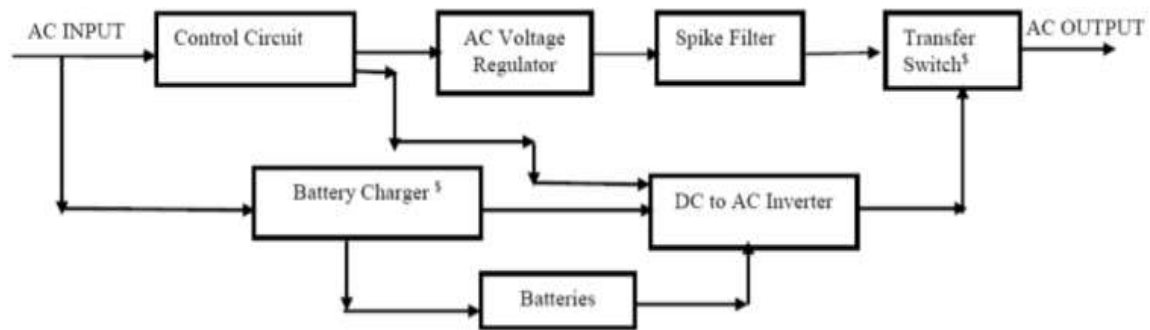 AC INPUT
Control Circuit
AC Voltage
Regulator
Spike Filter
Transfer
Switch$
AC OUTPUT
Battery Charger $
DC to AC Inverter
Batteries